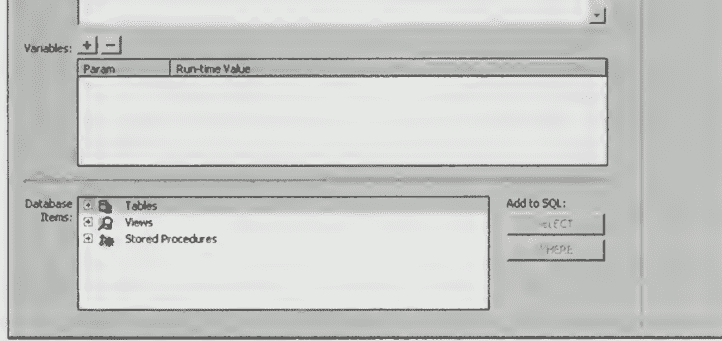 Variables: + −
Param Run-time Value
Database Items:
Tables
Views
Stored Procedures
Add to SQL: